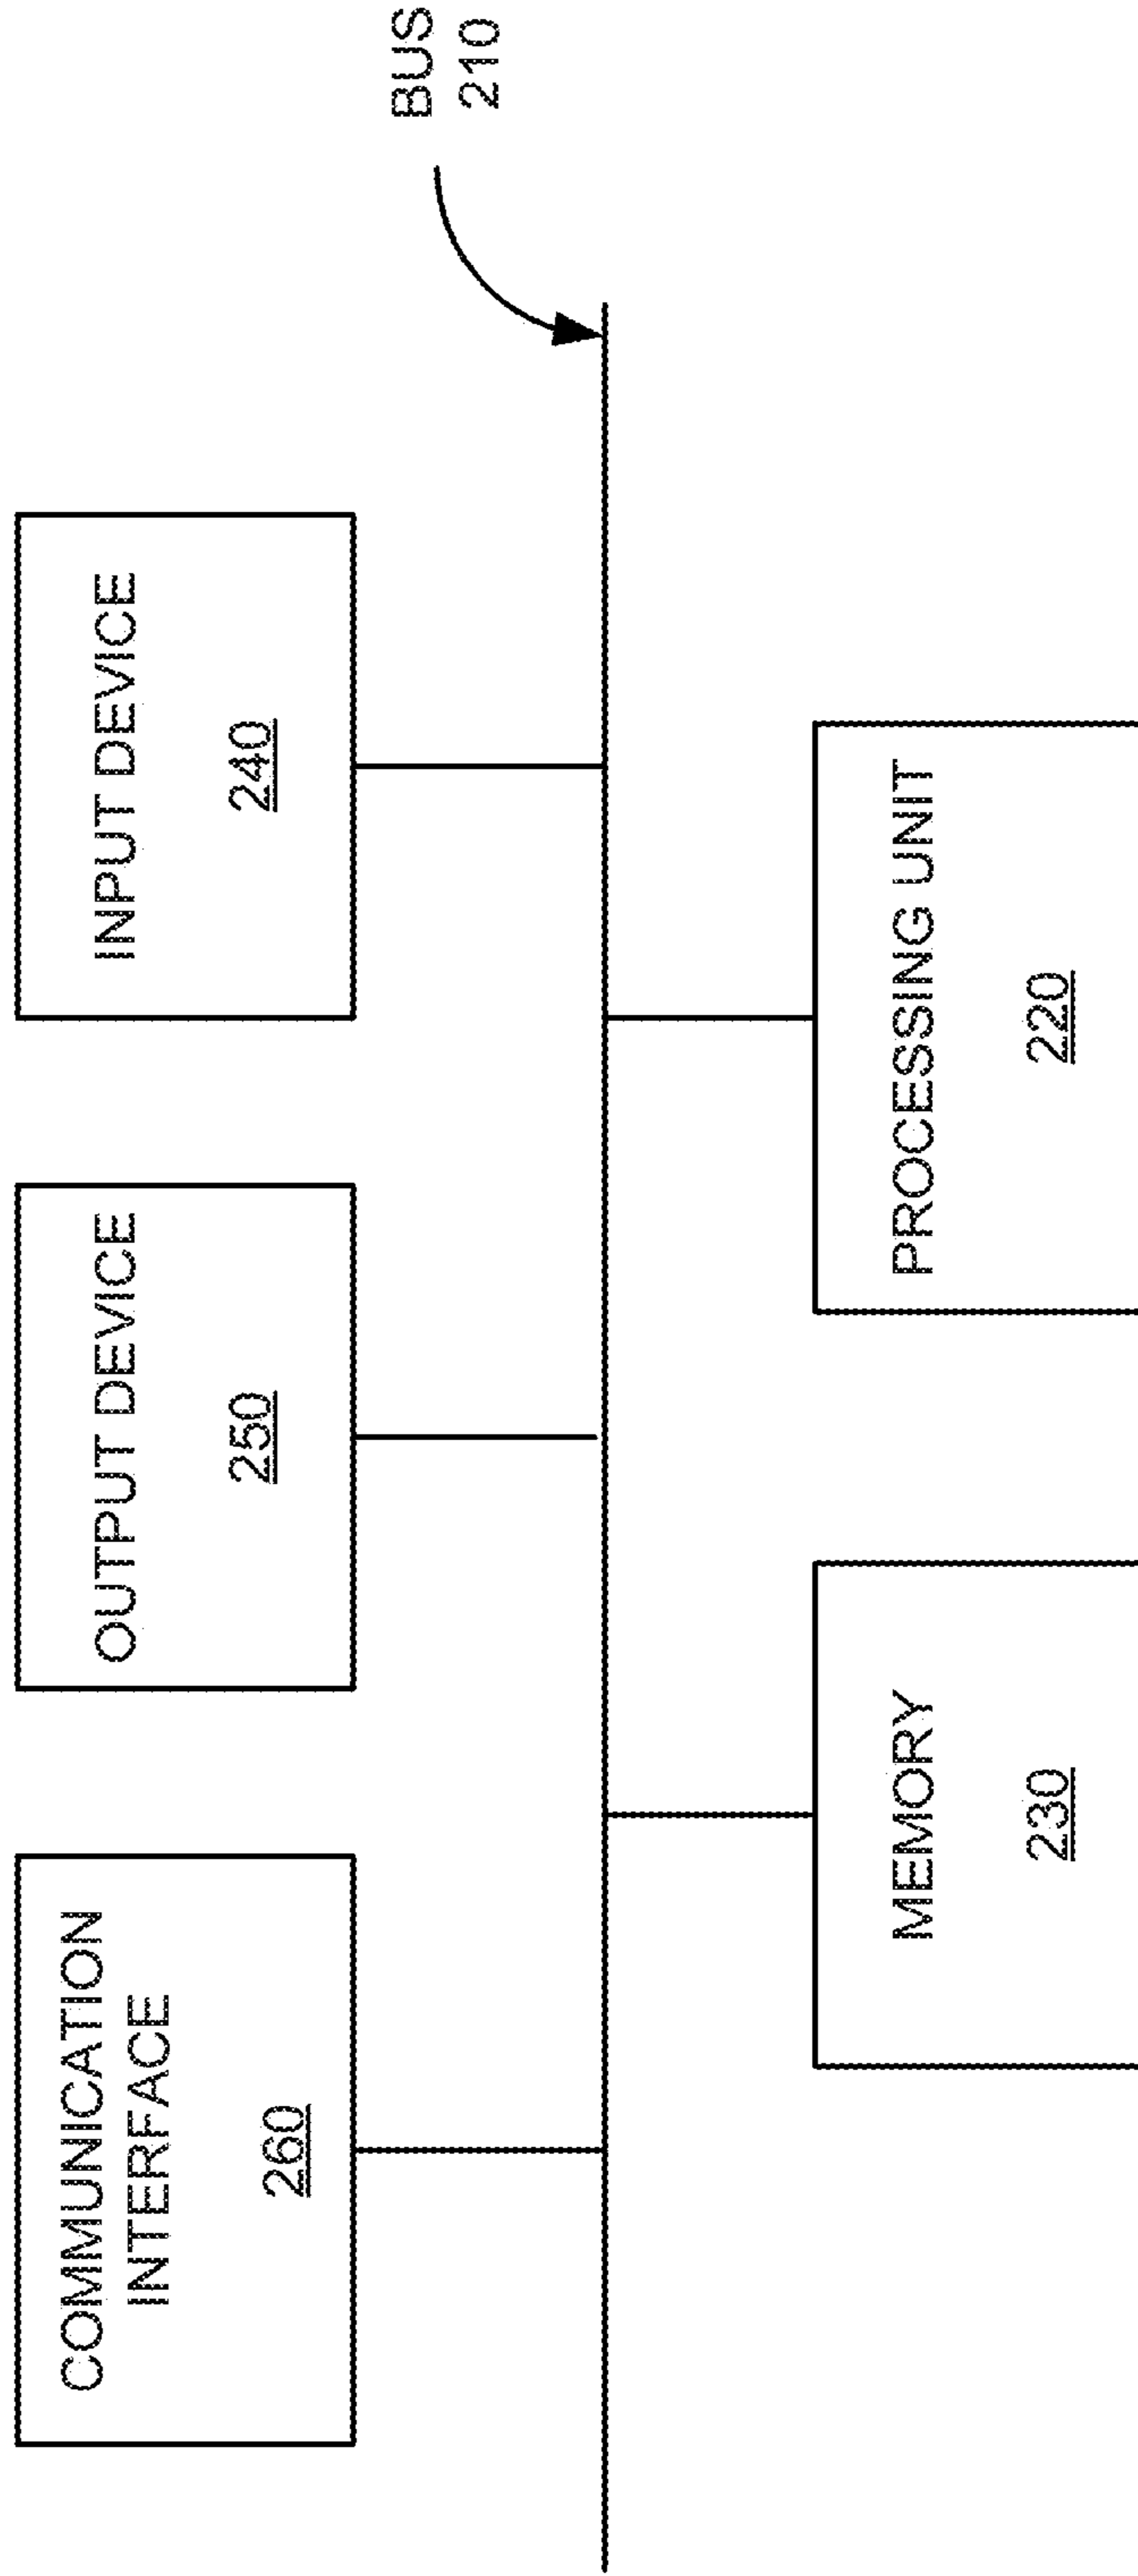 COMMUNICATION
INTERFACE
260
OUTPUT DEVICE
250
INPUT DEVICE
240
BUS
210
MEMORY
230
PROCESSING UNIT
220